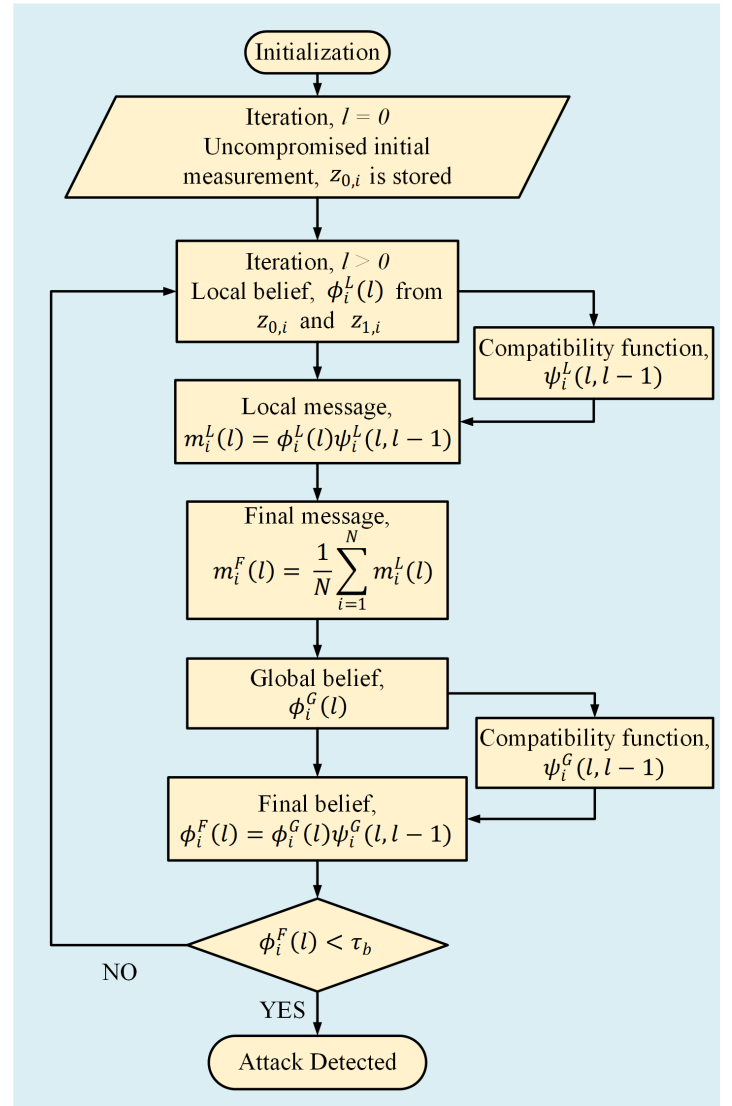 Initialization
Iteration, l = 0
Uncompromised initial
measurement, z_{0,i} is stored
Iteration, l > 0
Local belief, ϕ_i^L(l) from
z_{0,i} and z_{1,i}
Compatibility function,
ψ_i^L(l, l − 1)
Local message,
m_i^L(l) = ϕ_i^L(l)ψ_i^L(l, l − 1)
Final message,
m_i^F(l) = \frac{1}{N} \sum_{i=1}^{N} m_i^L(l)
Global belief,
ϕ_i^G(l)
Compatibility function,
ψ_i^G(l, l − 1)
Final belief,
ϕ_i^F(l) = ϕ_i^G(l)ψ_i^G(l, l − 1)
ϕ_i^F(l) < τ_b
NO
YES
Attack Detected